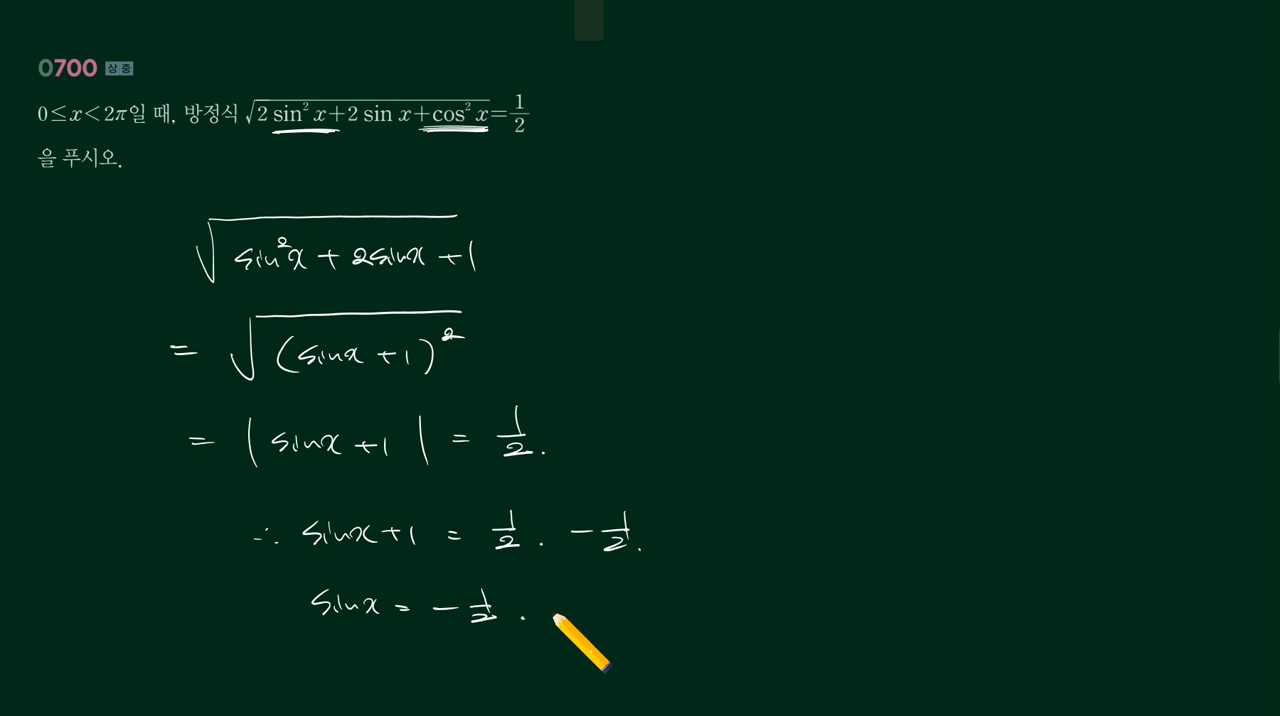 0700 상 중
0≤x<2π일 때, 방정식 √(2 sin² x+2 sin x+cos² x)=1/2
을 푸시오.
√(sin²x + 2sinx + 1
= √(sinx + 1)²
= | sinx + 1 | = 1/2.
∴ sinx + 1 = 1/2 . -1/2.
sinx = -1/2 .